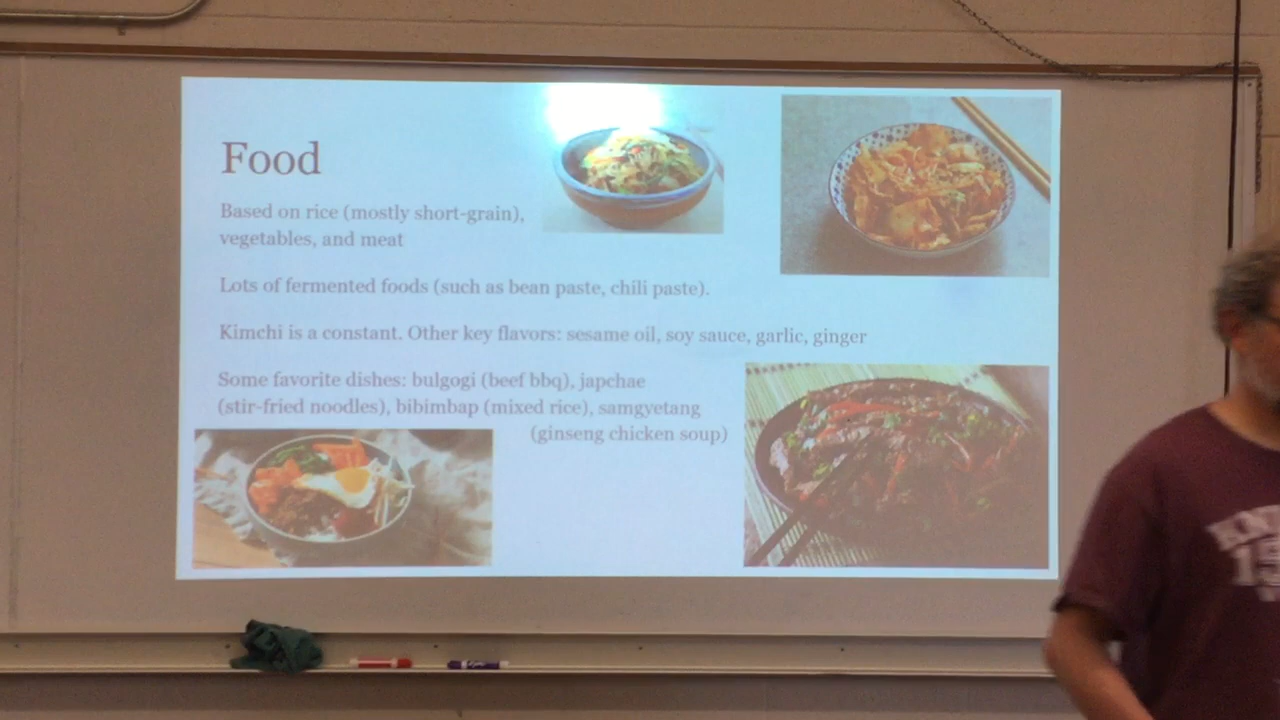 Food
Based on rice (mostly short-grain),
vegetables, and meat
Lots of fermented foods (such as bean paste, chili paste).
Kimchi is a constant. Other key flavors: sesame oil, soy sauce, garlic, ginger
Some favorite dishes: bulgogi (beef bbq), japchae
(stir-fried noodles), bibimbap (mixed rice), samgyetang
(ginseng chicken soup)